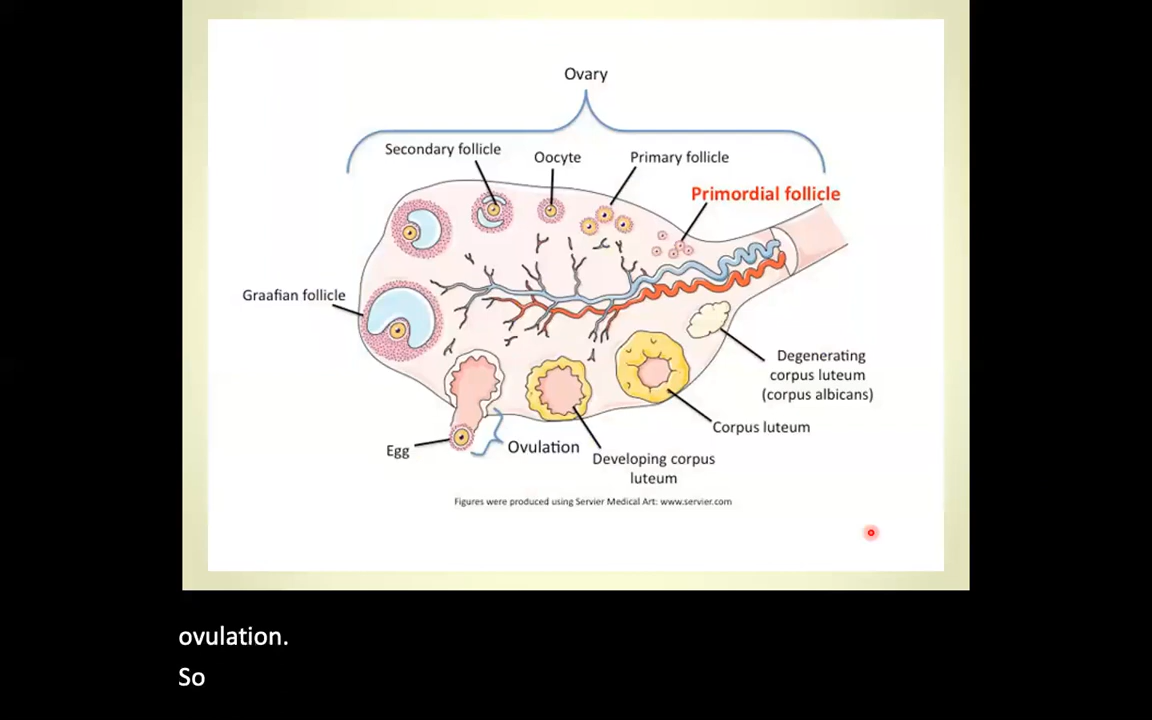 Ovary
Secondary follicle
Oocyte
Primary follicle
Primordial follicle
Graafian follicle
Degenerating
corpus luteum
(corpus albicans)
Corpus luteum
Egg
Ovulation
Developing corpus
luteum
Figures were produced using Servier Medical Art: www.servier.com
ovulation.
So